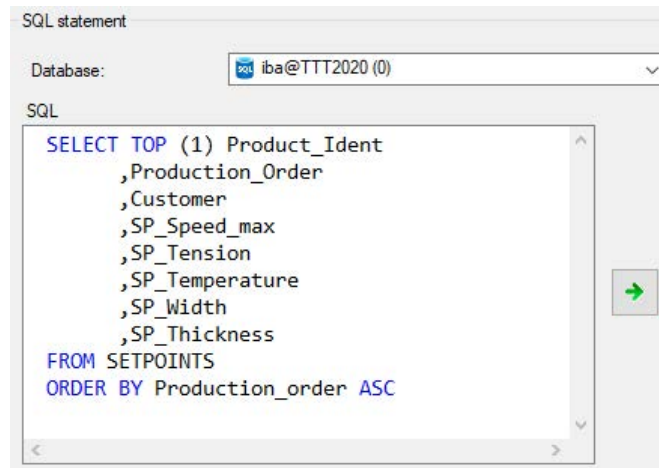 SQL statement
Database: iba@TTT2020 (0)
SQL
SELECT TOP (1) Product_Ident
,Production_Order
,Customer
,SP_Speed_max
,SP_Tension
,SP_Temperature
,SP_Width
,SP_Thickness
FROM SETPOINTS
ORDER BY Production_order ASC